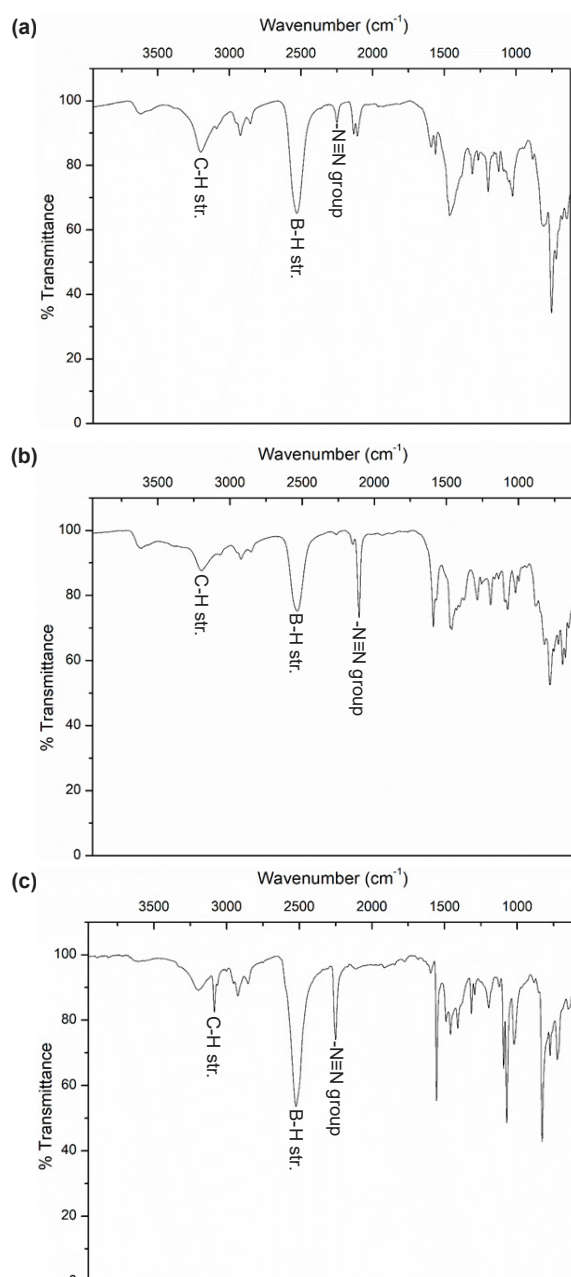 (a)
Wavenumber (cm⁻¹)
3500 3000 2500 2000 1500 1000
100
80
60
40
20
0
% Transmittance
C-H str.
B-H str.
-N≡N group
(b)
Wavenumber (cm⁻¹)
3500 3000 2500 2000 1500 1000
100
80
60
40
20
0
% Transmittance
C-H str.
B-H str.
-N≡N group
(c)
Wavenumber (cm⁻¹)
3500 3000 2500 2000 1500 1000
100
80
60
40
20
% Transmittance
C-H str.
B-H str.
-N≡N group